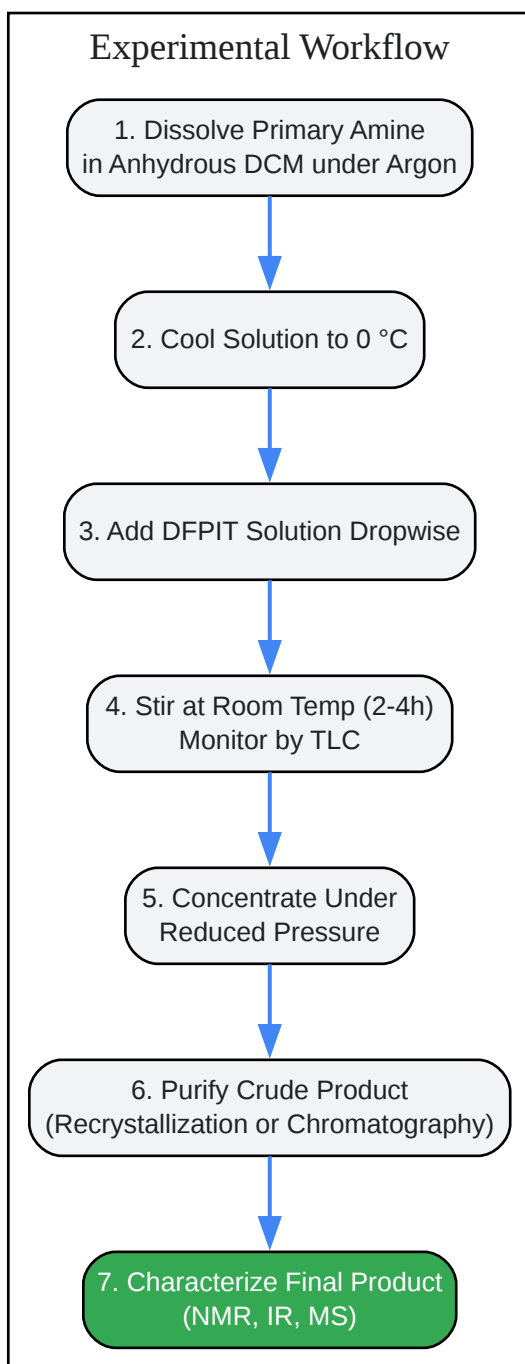 Experimental Workflow
1. Dissolve Primary Amine
in Anhydrous DCM under Argon
2. Cool Solution to 0 °C
3. Add DFPIT Solution Dropwise
4. Stir at Room Temp (2-4h)
Monitor by TLC
5. Concentrate Under
Reduced Pressure
6. Purify Crude Product
(Recrystallization or Chromatography)
7. Characterize Final Product
(NMR, IR, MS)